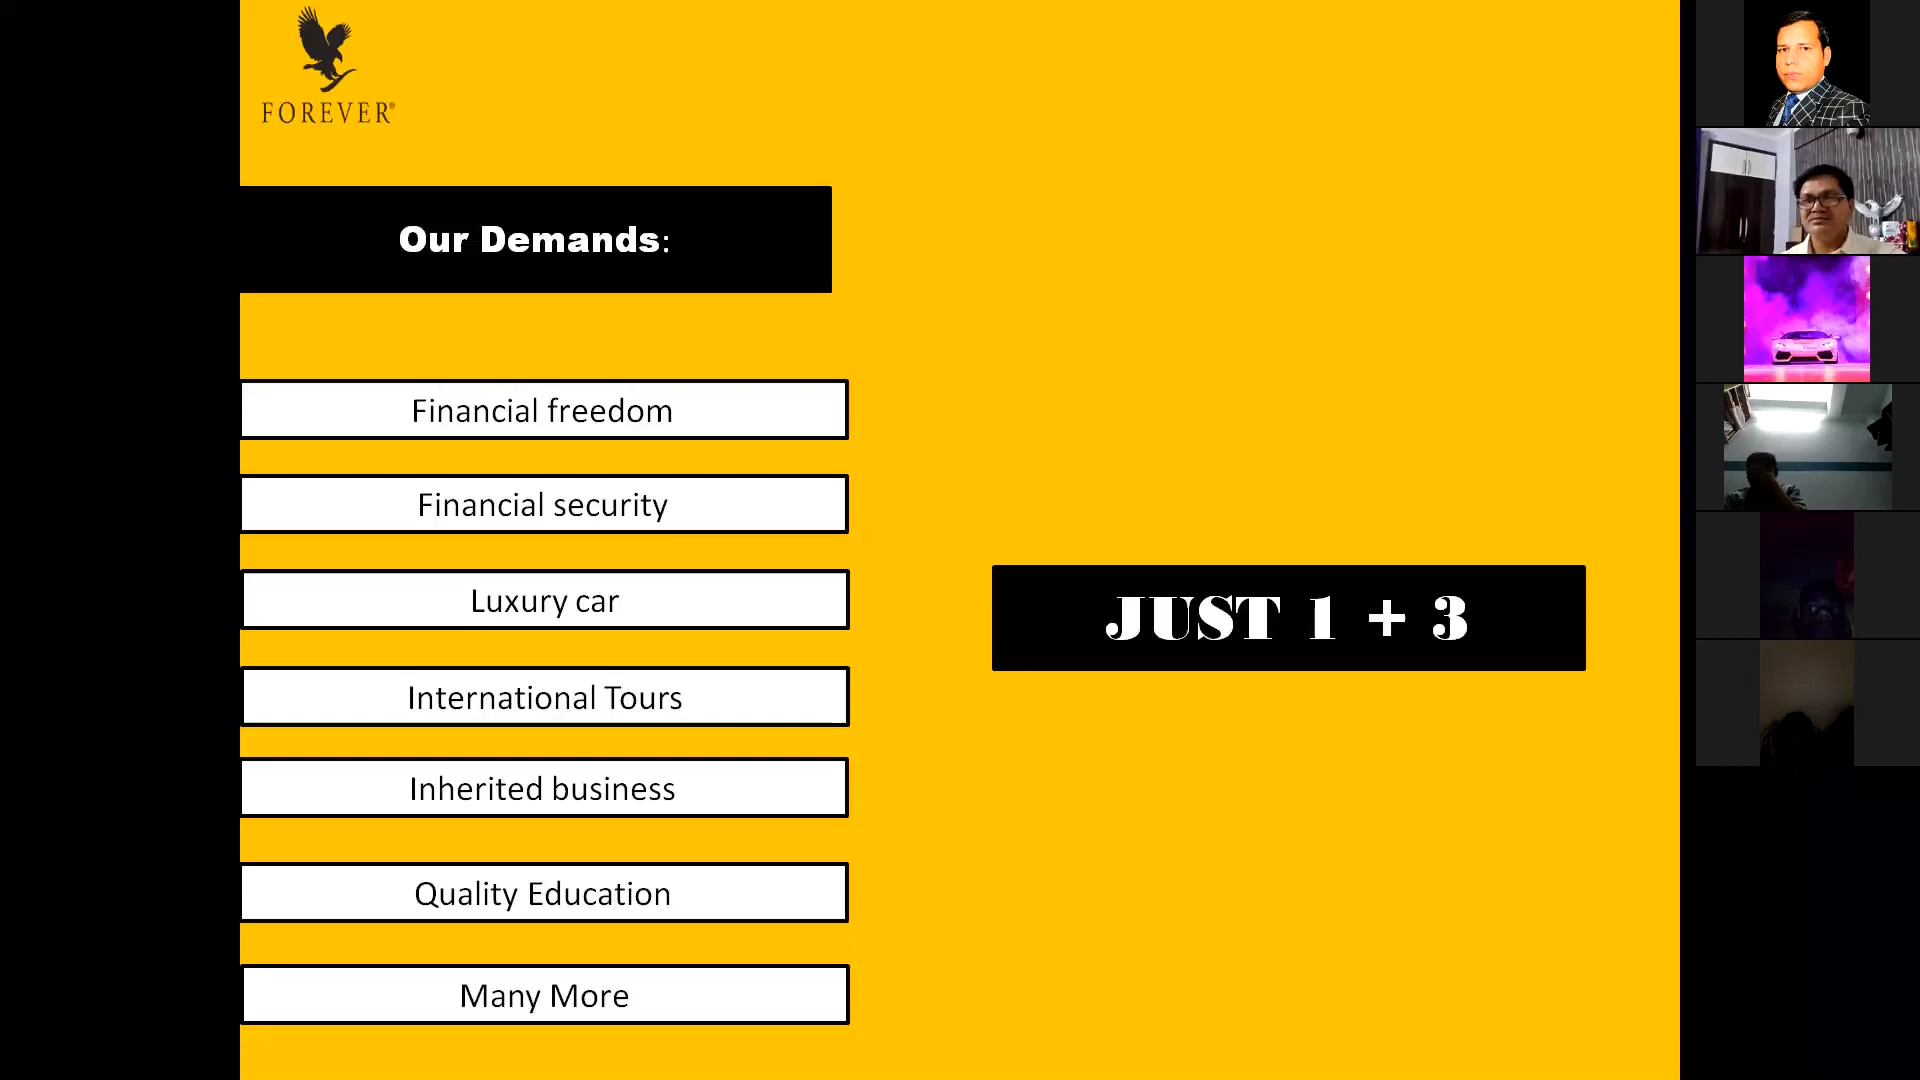 FOREVER®
Our Demands:
Financial freedom
Financial security
Luxury car
International Tours
Inherited business
Quality Education
Many More
JUST 1 + 3